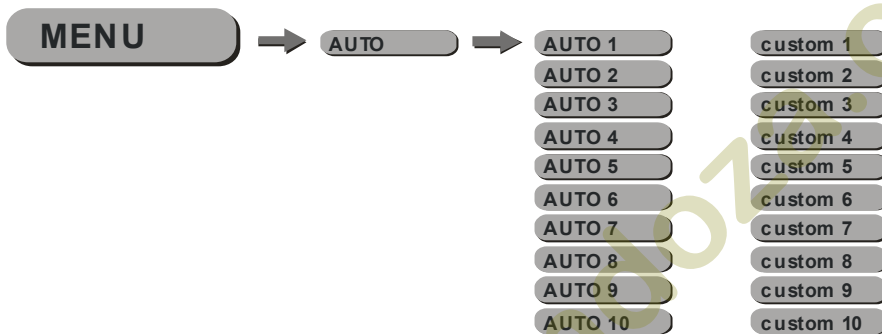 MENU AUTO AUTO 1 custom 1
AUTO 2 custom 2
AUTO 3 custom 3
AUTO 4 custom 4
AUTO 5 custom 5
AUTO 6 custom 6
AUTO 7 custom 7
AUTO 8 custom 8
AUTO 9 custom 9
AUTO 10 custom 10